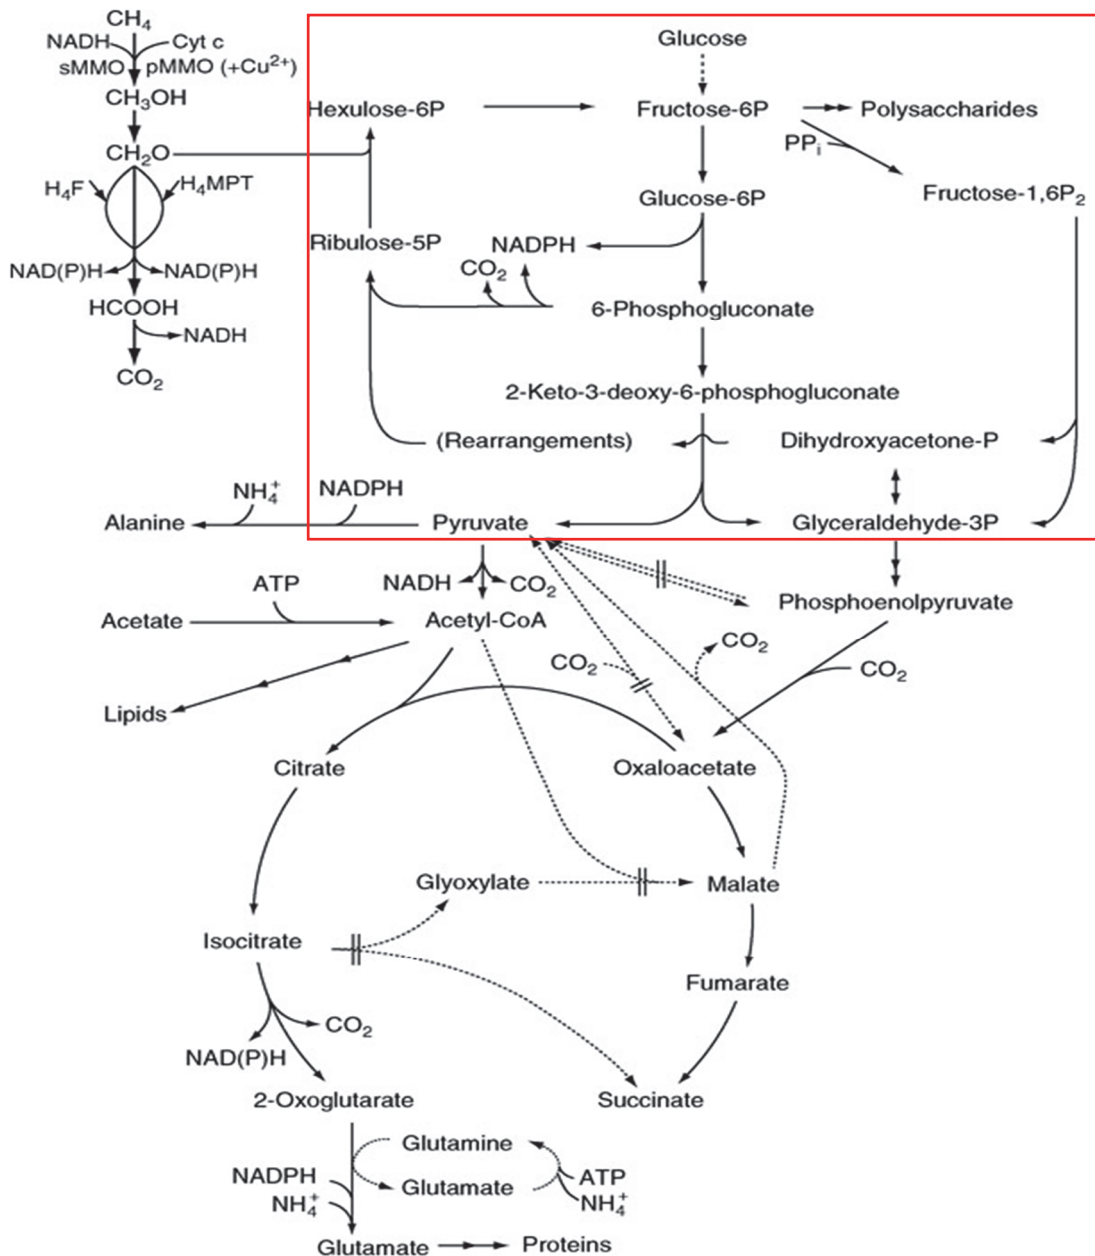 CH₄
NADH
Cyt c
sMMO
pMMO (+Cu²⁺)
CH₃OH
CH₂O
H₄F
H₄MPT
NAD(P)H
NAD(P)H
HCOOH
NADH
CO₂
Glucose
Hexulose-6P
Fructose-6P
Polysaccharides
PPᵢ
Glucose-6P
Fructose-1,6P₂
Ribulose-5P
NADPH
CO₂
6-Phosphogluconate
2-Keto-3-deoxy-6-phosphogluconate
(Rearrangements)
Dihydroxyacetone-P
NH₄⁺
NADPH
Alanine
Pyruvate
Glyceraldehyde-3P
ATP
NADH
CO₂
Acetate
Acetyl-CoA
Phosphoenolpyruvate
CO₂
CO₂
CO₂
Lipids
Citrate
Oxaloacetate
Glyoxylate
Malate
Isocitrate
Fumarate
CO₂
NAD(P)H
2-Oxoglutarate
Succinate
Glutamine
NADPH
ATP
Glutamate
NH₄⁺
NH₄⁺
Glutamate
Proteins